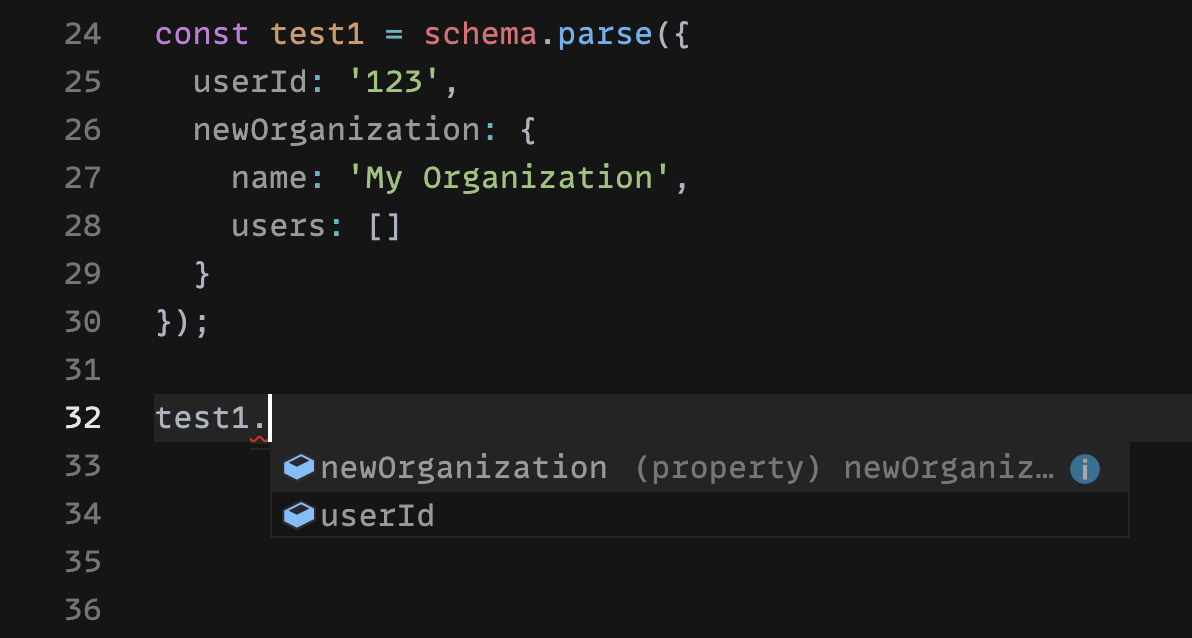 24 const test1 = schema.parse({
25 userId: '123',
26 newOrganization: {
27 name: 'My Organization',
28 users: []
29 }
30 });
31
32 test1.
33 newOrganization (property) newOrganiz…
34 userId
35
36